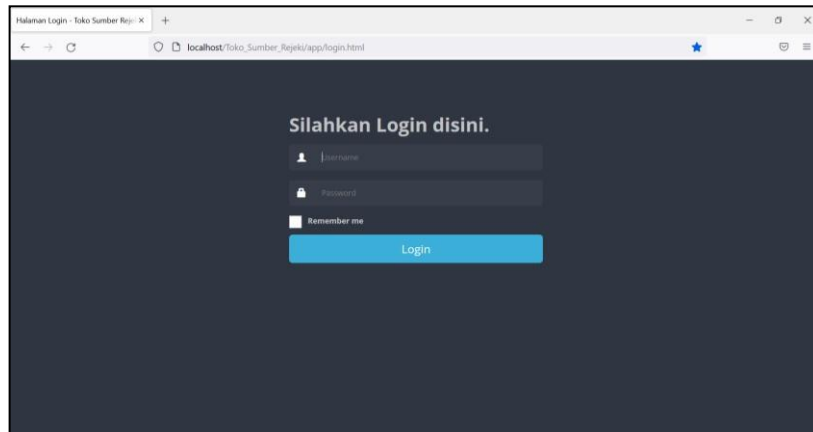 Halaman Login - Toko Sumber Reje
localhost/Toko_Sumber_Rejeki/app/login.html
Silahkan Login disini.
Username
Password
Remember me
Login